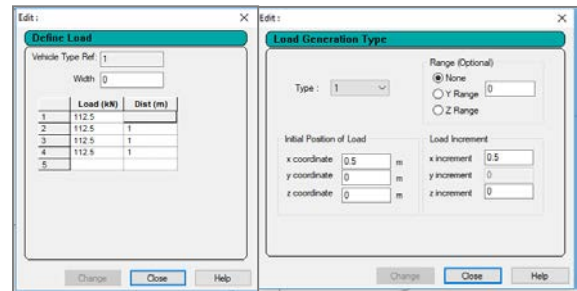 Edit :
Define Load
Vehicle Type Ref: 1
Width 0
Load (kN) Dist (m)
1 112.5
2 112.5 1
3 112.5 1
4 112.5 1
5
Change Close Help
Edit :
Load Generation Type
Type : 1
Range (Optional)
None
Y Range 0
Z Range
Initial Position of Load
x coordinate 0.5 m
y coordinate 0 m
z coordinate 0 m
Load Increment
x increment 0.5
y increment 0
z increment 0
Change Close Help